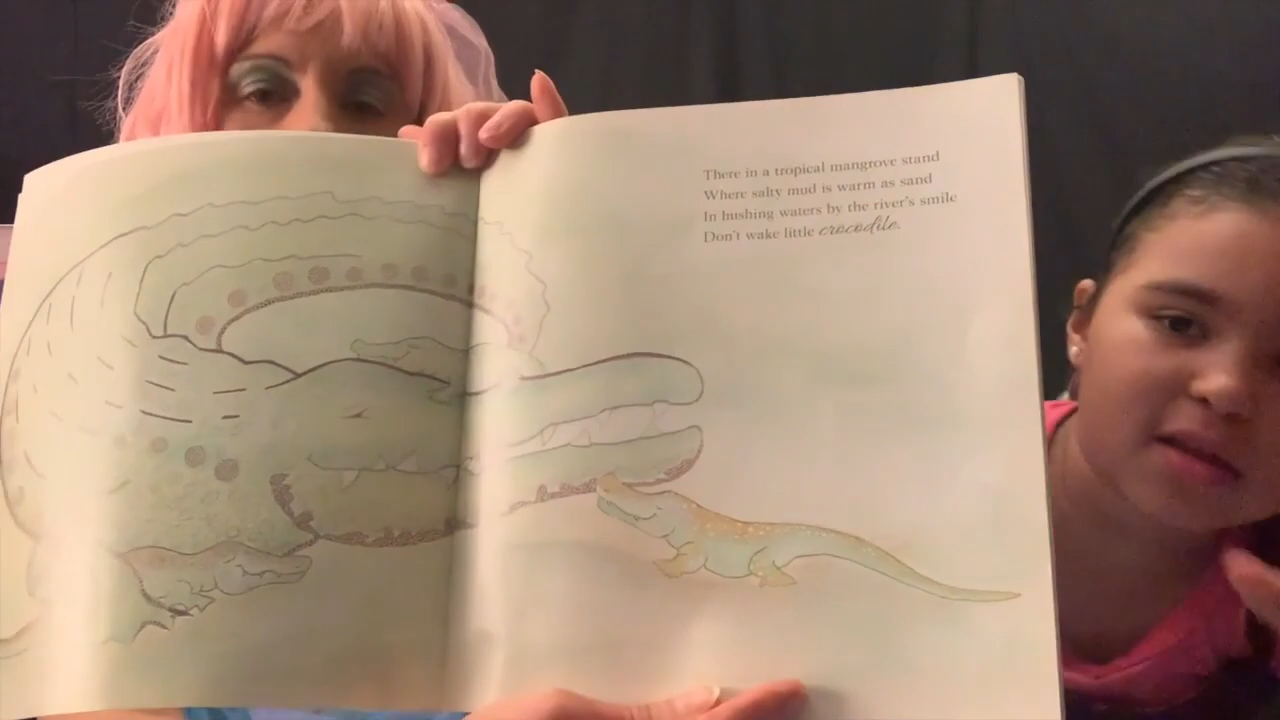 There in a tropical mangrove stand
Where salty mud is warm as sand
In hushing waters by the river's smile
Don't wake little crocodile.